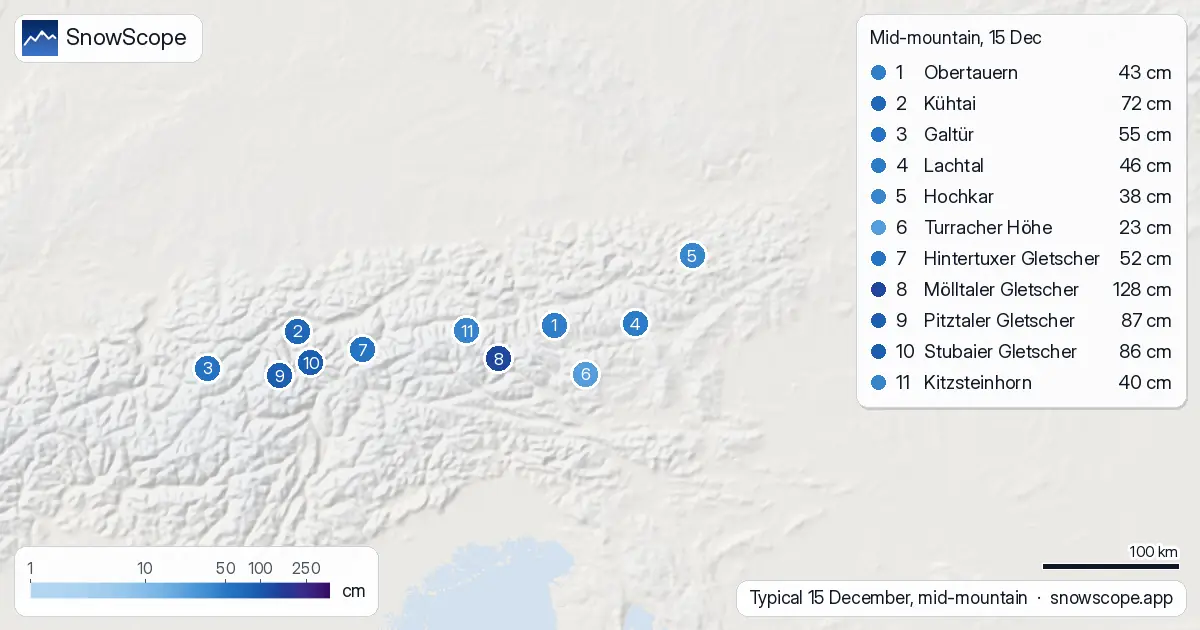 SnowScope
Mid-mountain, 15 Dec
1 Obertauern 43 cm
2 Kühtai 72 cm
3 Galtür 55 cm
4 Lachtal 46 cm
5 Hochkar 38 cm
6 Turracher Höhe 23 cm
7 Hintertuxer Gletscher 52 cm
8 Mölltaler Gletscher 128 cm
9 Pitztaler Gletscher 87 cm
10 Stubaier Gletscher 86 cm
11 Kitzsteinhorn 40 cm
5
2
11
1
4
7
8
3
10
9
6
1 10 50 100 250
cm
100 km
Typical 15 December, mid-mountain · snowscope.app